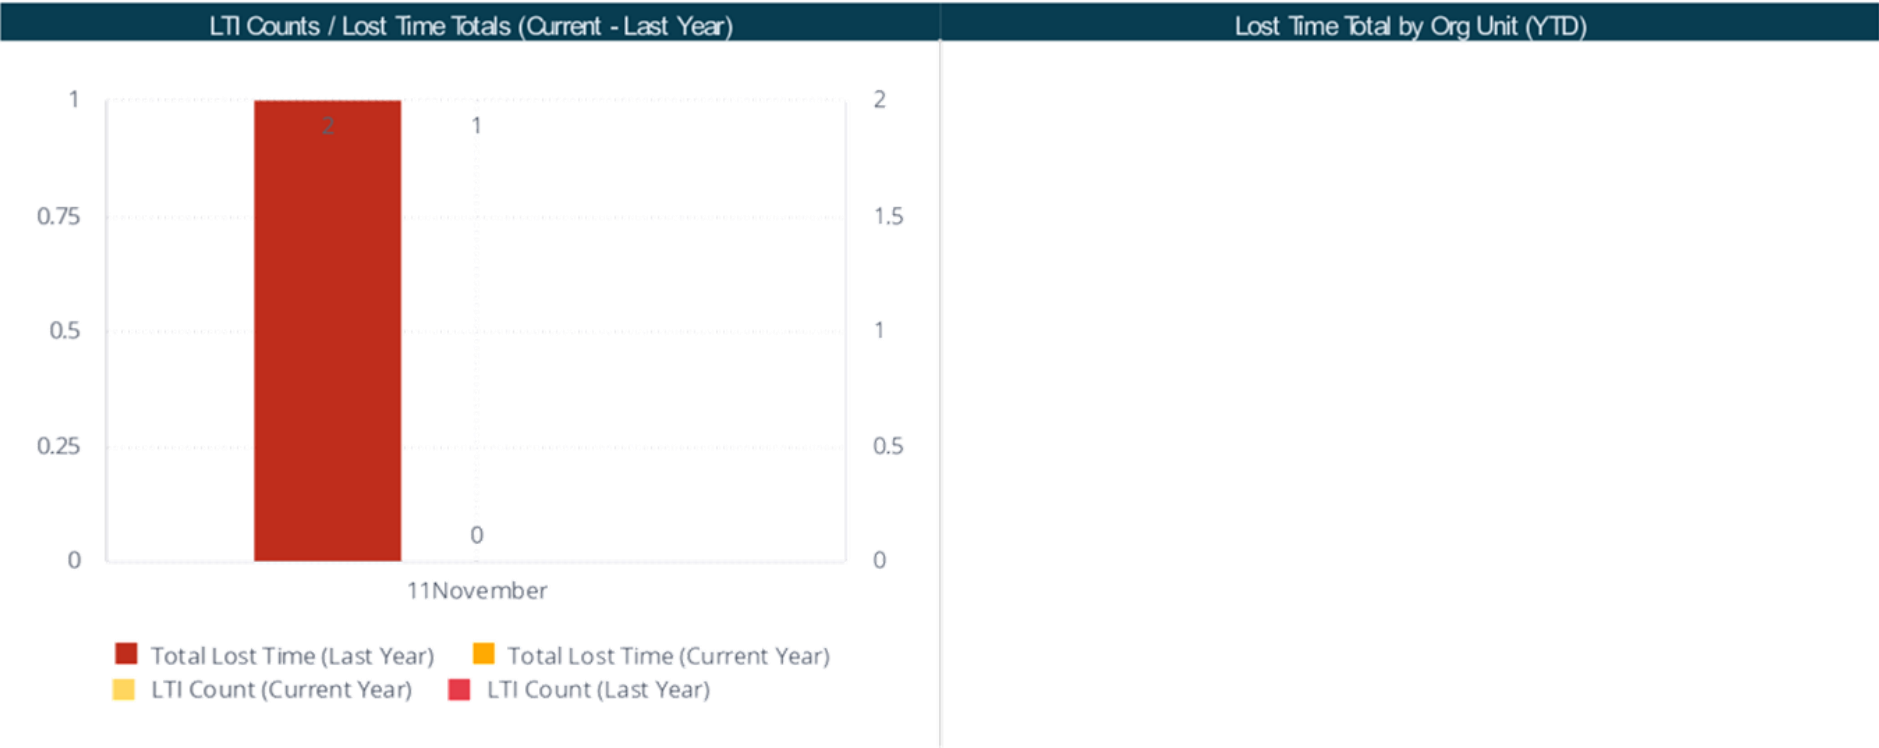 LTI Counts / Lost Time Totals (Current - Last Year)
Lost Time Total by Org Unit (YTD)
1
2
2
1
0.75
1.5
0.5
1
0.25
0.5
0
0
0
11November
Total Lost Time (Last Year)
Total Lost Time (Current Year)
LTI Count (Current Year)
LTI Count (Last Year)